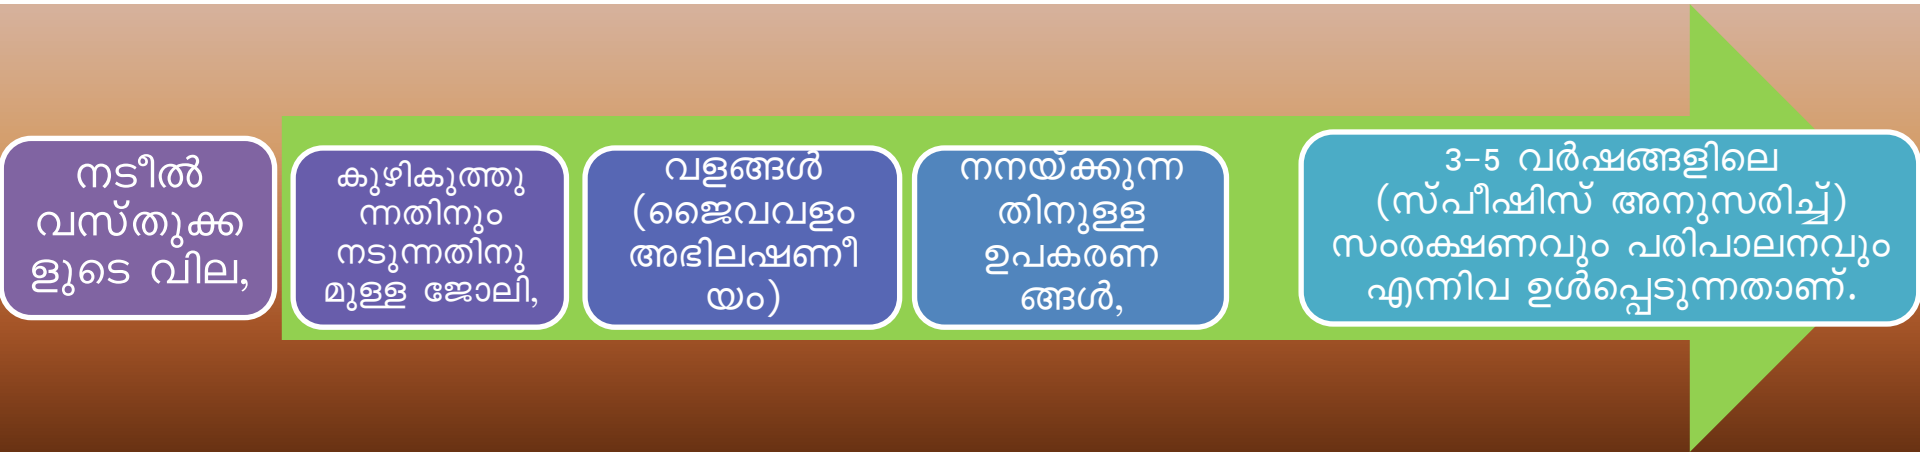 നടീൽ
വസ്തുക്ക
ളുടെ വില,
കുഴികുത്തു
ന്നതിനും
നടുന്നതിനു
മുള്ള ജോലി,
വളങ്ങൾ
(ജൈവവളം
അഭിലഷണീ
യം)
നനയ്ക്കുന്ന
തിനുള്ള
ഉപകരണ
ങ്ങൾ,
3-5 വർഷങ്ങളിലെ
(സ്പീഷിസ് അനുസരിച്ച്)
സംരക്ഷണവും പരിപാലനവും
എന്നിവ ഉൾപ്പെടുന്നതാണ്.